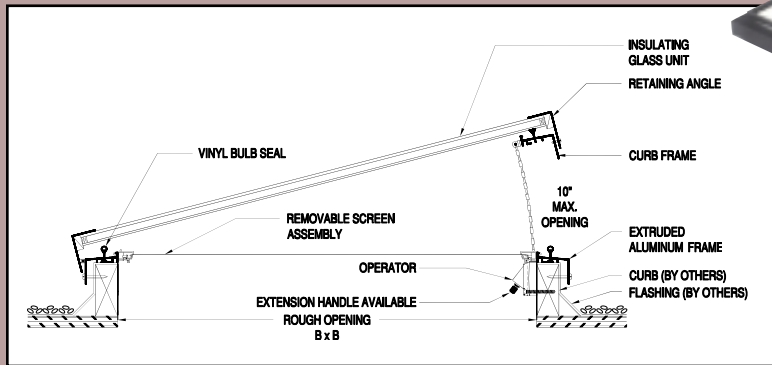 INSULATING
GLASS UNIT
RETAINING ANGLE
VINYL BULB SEAL
CURB FRAME
10"
MAX.
OPENING
REMOVABLE SCREEN
ASSEMBLY
EXTRUDED
ALUMINUM FRAME
OPERATOR
CURB (BY OTHERS)
FLASHING (BY OTHERS)
EXTENSION HANDLE AVAILABLE
ROUGH OPENING
B x B